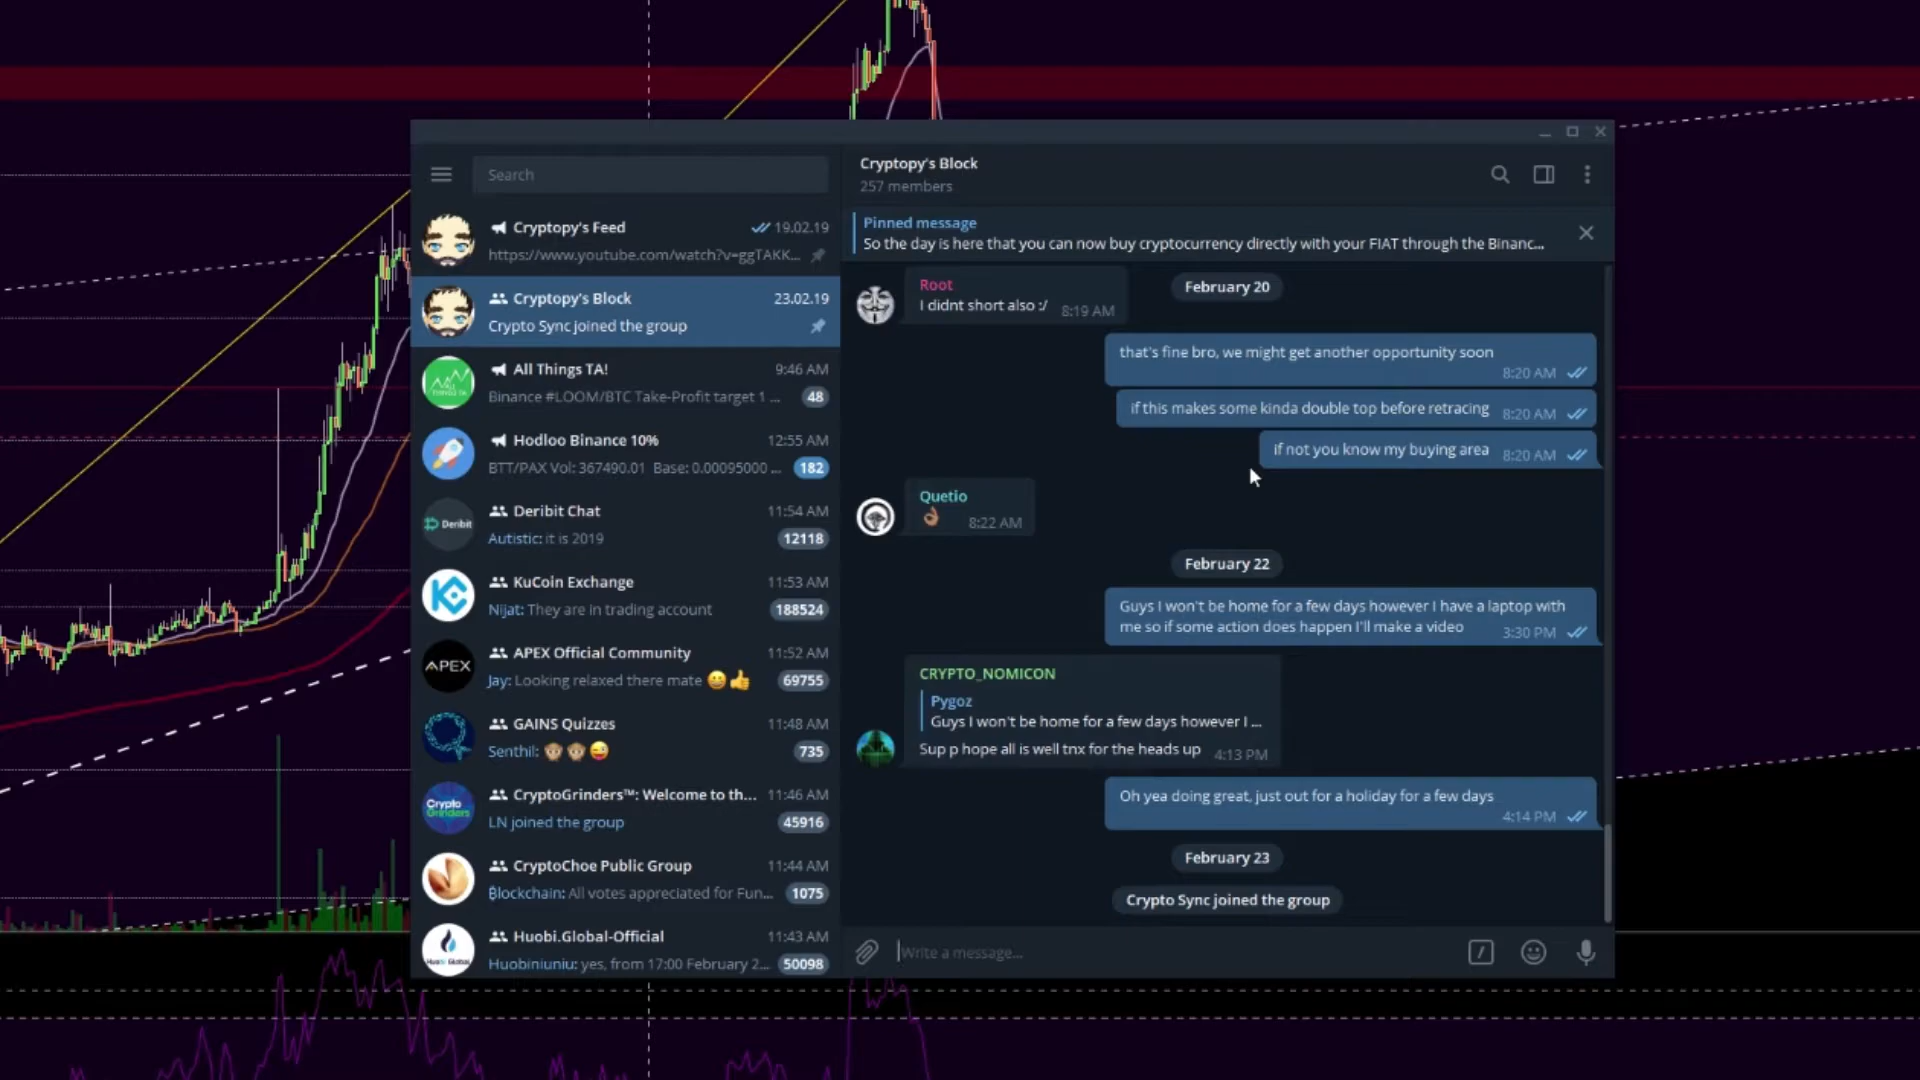 Search
Cryptopy's Feed
19.02.19
https://www.youtube.com/watch?v=ggTAKK...
Cryptopy's Block
23.02.19
Crypto Sync joined the group
All Things TA!
9:46 AM
Binance #LOOM/BTC Take-Profit target 1 ...
48
Hodloo Binance 10%
12:55 AM
BTT/PAX Vol: 367490.01 Base: 0.00095000 ...
182
Deribit
Deribit Chat
11:54 AM
Autistic: it is 2019
12118
KuCoin Exchange
11:53 AM
Nijat: They are in trading account
188524
APEX
APEX Official Community
11:52 AM
Jay: Looking relaxed there mate 😀👍
69755
GAINS Quizzes
11:48 AM
Senthil: 🙊🙊😜
735
Crypto
Grinders
CryptoGrinders™: Welcome to th...
11:46 AM
LN joined the group
45916
CryptoChoe Public Group
11:44 AM
₿lockchain: All votes appreciated for Fun...
1075
Huobi Global
Huobi.Global-Official
11:43 AM
Huobiniuniu: yes, from 17:00 February 2...
50098
Cryptopy's Block
257 members
Pinned message
So the day is here that you can now buy cryptocurrency directly with your FIAT through the Binanc...
February 20
Root
I didnt short also :/
8:19 AM
that's fine bro, we might get another opportunity soon
8:20 AM
if this makes some kinda double top before retracing
8:20 AM
if not you know my buying area
8:20 AM
Quetio
👌🏽
8:22 AM
February 22
Guys I won't be home for a few days however I have a laptop with
me so if some action does happen I'll make a video
3:30 PM
CRYPTO_NOMICON
Pygoz
Guys I won't be home for a few days however I ...
Sup p hope all is well tnx for the heads up
4:13 PM
Oh yea doing great, just out for a holiday for a few days
4:14 PM
February 23
Crypto Sync joined the group
Write a message...